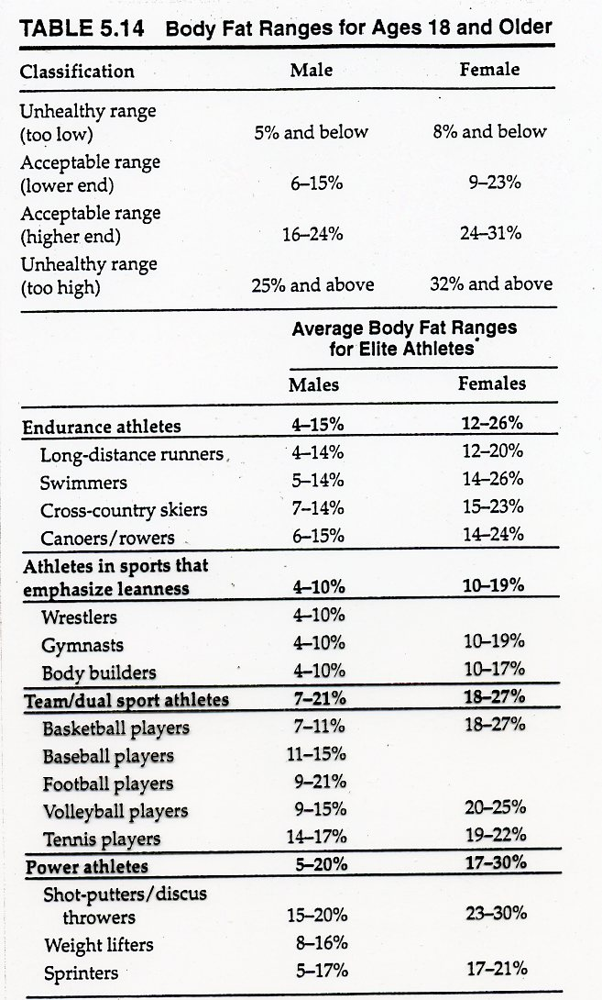 TABLE 5.14 Body Fat Ranges for Ages 18 and Older
Classification Male Female
Unhealthy range
(too low) 5% and below 8% and below
Acceptable range
(lower end) 6–15% 9–23%
Acceptable range
(higher end) 16–24% 24–31%
Unhealthy range
(too high) 25% and above 32% and above
Average Body Fat Ranges
for Elite Athletes*
Males Females
Endurance athletes 4–15% 12–26%
Long-distance runners 4–14% 12–20%
Swimmers 5–14% 14–26%
Cross-country skiers 7–14% 15–23%
Canoers/rowers 6–15% 14–24%
Athletes in sports that
emphasize leanness 4–10% 10–19%
Wrestlers 4–10%
Gymnasts 4–10% 10–19%
Body builders 4–10% 10–17%
Team/dual sport athletes 7–21% 18–27%
Basketball players 7–11% 18–27%
Baseball players 11–15%
Football players 9–21%
Volleyball players 9–15% 20–25%
Tennis players 14–17% 19–22%
Power athletes 5–20% 17–30%
Shot-putters/discus
throwers 15–20% 23–30%
Weight lifters 8–16%
Sprinters 5–17% 17–21%